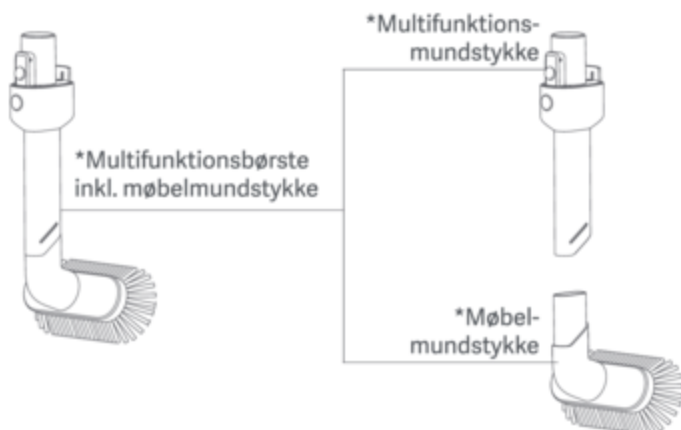 *Multifunktions-
mundstykke
*Multifunktionsbørste
inkl. møbelmundstykke
*Møbel-
mundstykke